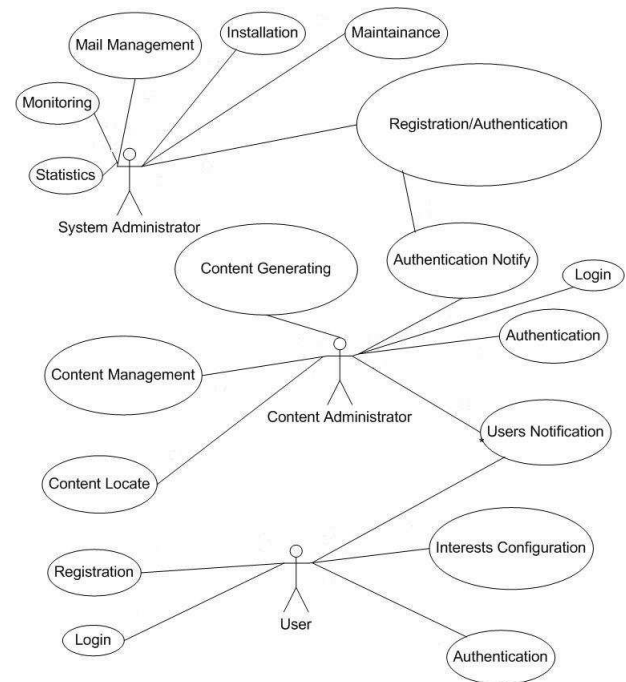 Mail Management
Installation
Maintainance
Monitoring
Registration/Authentication
Statistics
System Administrator
Content Generating
Authentication Notify
Login
Authentication
Content Management
Content Administrator
Users Notification
*
Content Locate
Interests Configuration
Registration
User
Login
Authentication